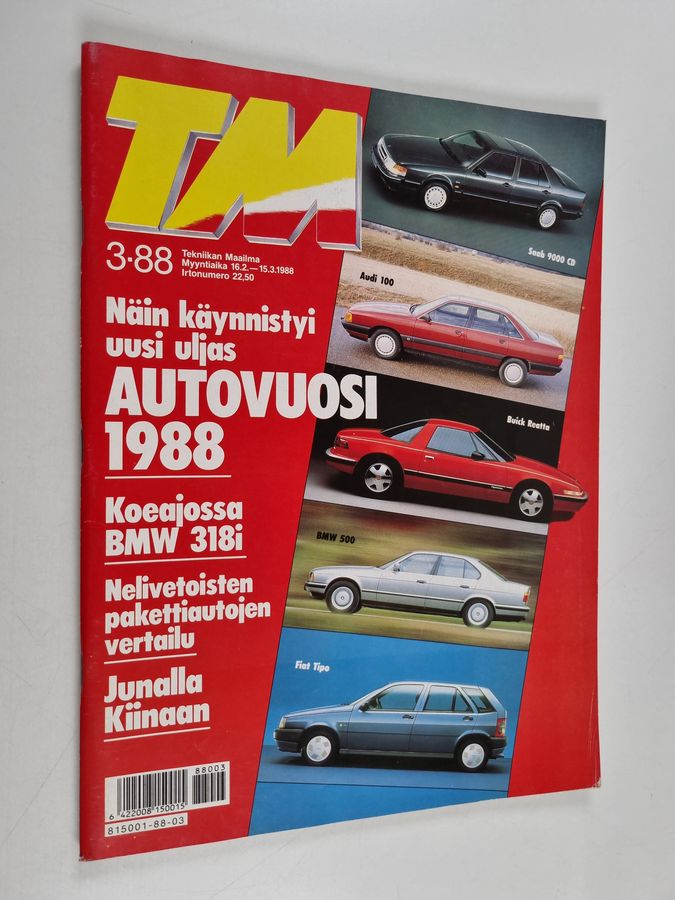 TM
3·88
Tekniikan Maailma
Myyntiaika 16.2.—15.3.1988
Irtonumero 22,50
Näin käynnistyi
uusi uljas
AUTOVUOSI
1988
Koeajossa
BMW 318i
Nelivetoisten
pakettiautojen
vertailu
Junalla
Kiinaan
Saab 9000 CD
Audi 100
Buick Reatta
BMW 500
Fiat Tipo
88003
6 422008 150015
815001-88-03